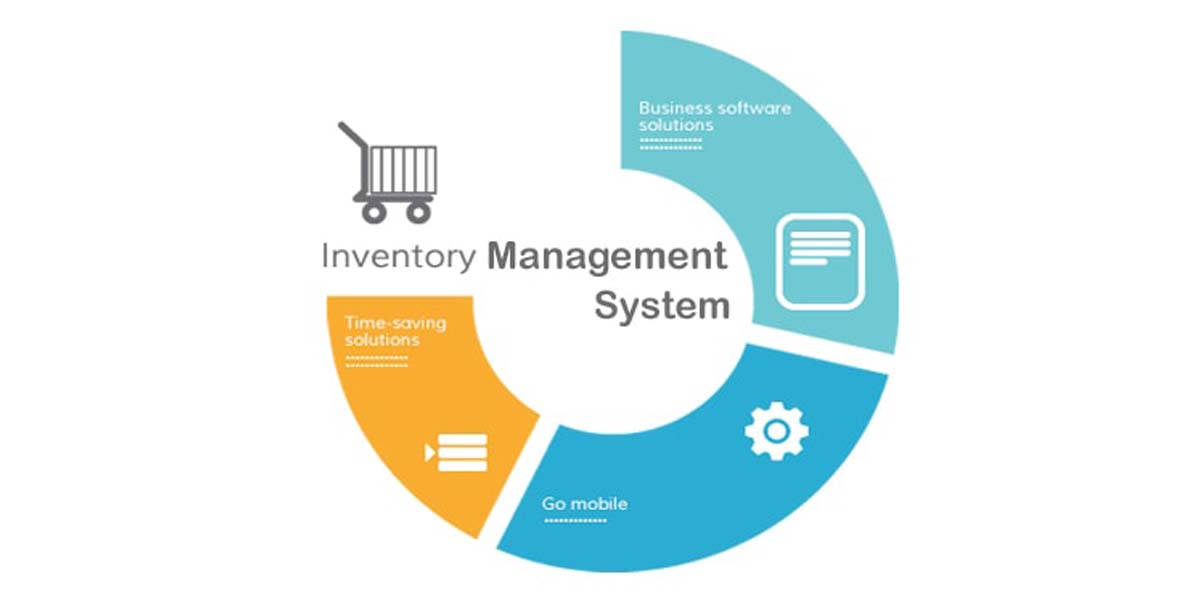 Business software
solutions
Inventory Management
System
Time-saving
solutions
Go mobile